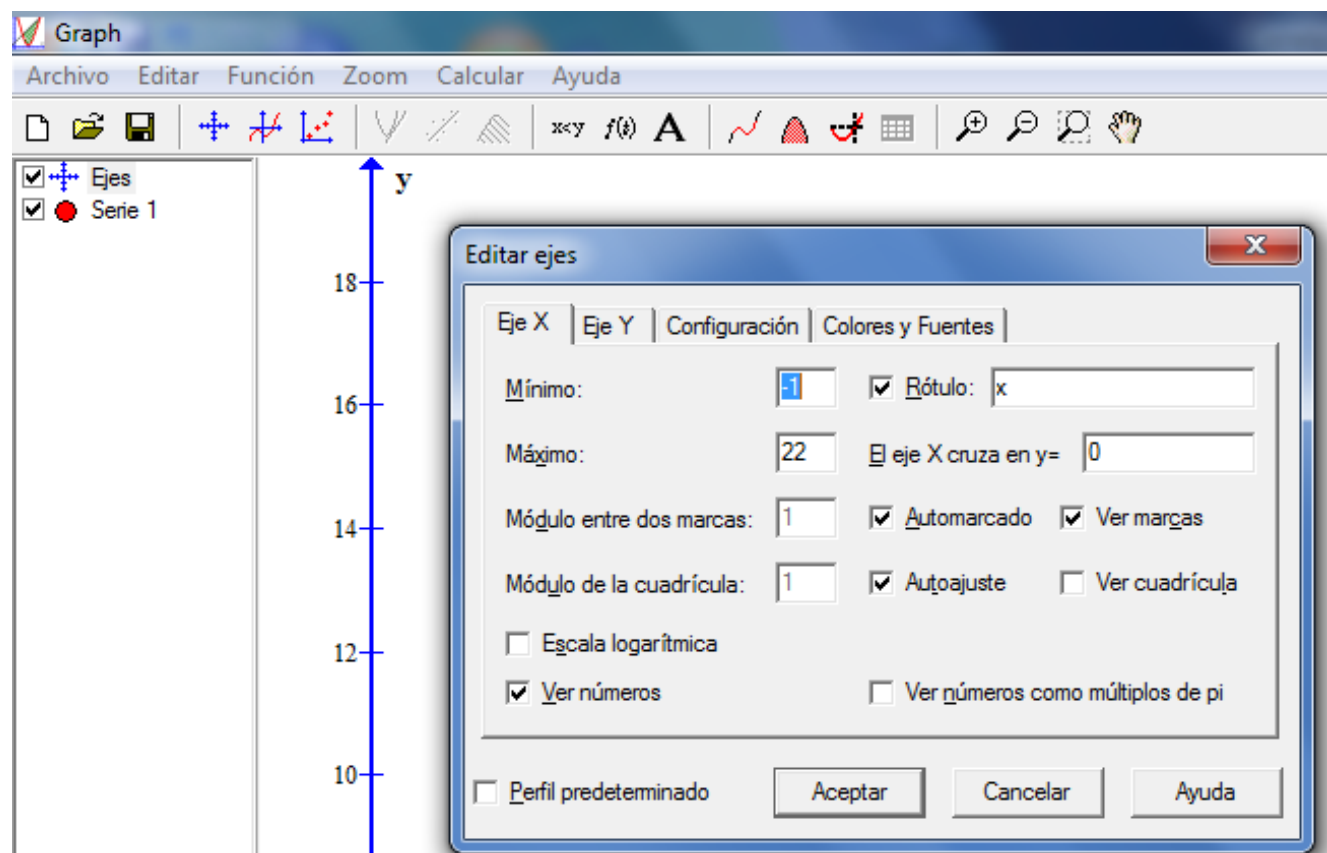 Graph
Archivo Editar Función Zoom Calcular Ayuda
x<y f(x) A
Ejes
Serie 1
y
18
16
14
12
10
Editar ejes
Eje X Eje Y Configuración Colores y Fuentes
Mínimo: -1 Rótulo: x
Máximo: 22 El eje X cruza en y= 0
Módulo entre dos marcas: 1 Automarcado Ver marcas
Módulo de la cuadrícula: 1 Autoajuste Ver cuadrícula
Escala logarítmica
Ver números Ver números como múltiplos de pi
Perfil predeterminado Aceptar Cancelar Ayuda